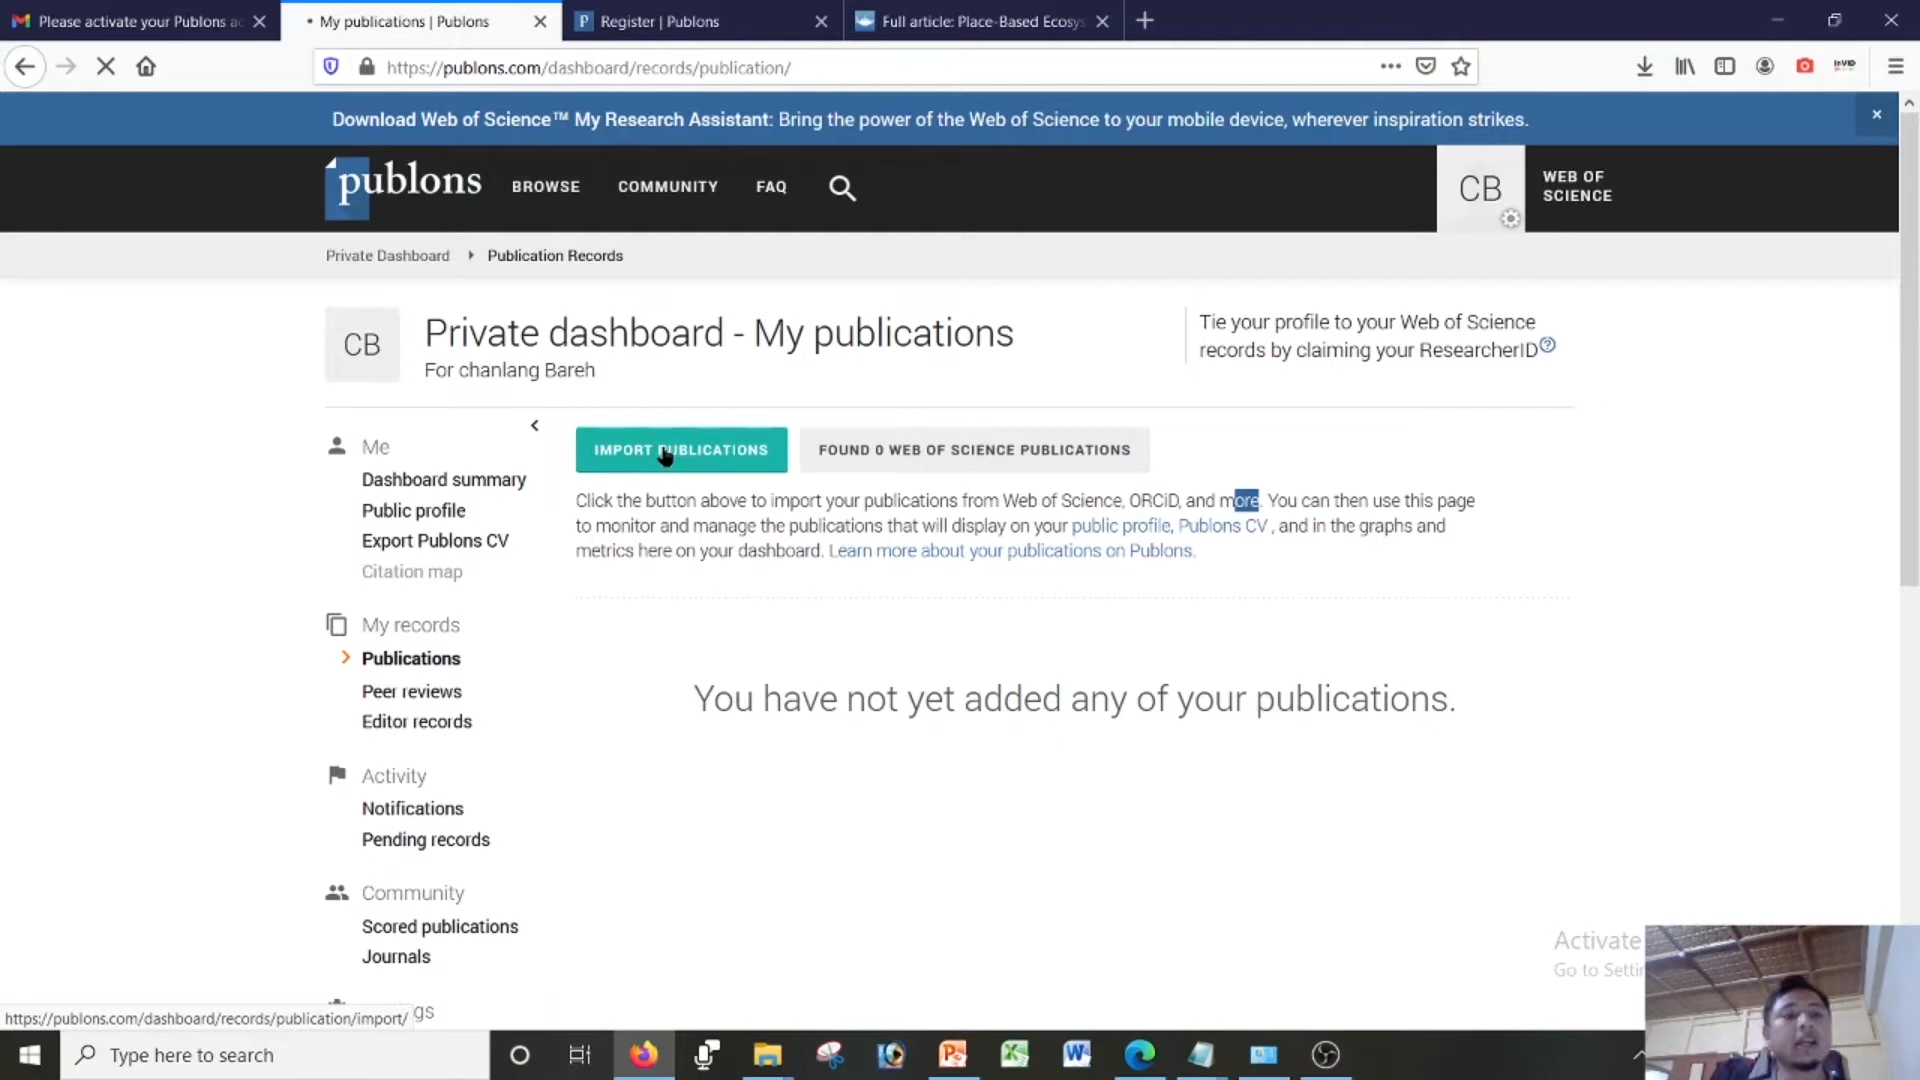 Please activate your Publons ac
My publications | Publons
Register | Publons
Full article: Place-Based Ecosys
https://publons.com/dashboard/records/publication/
Download Web of Science™ My Research Assistant: Bring the power of the Web of Science to your mobile device, wherever inspiration strikes.
publons
BROWSE
COMMUNITY
FAQ
CB
WEB OF
SCIENCE
Private Dashboard
Publication Records
CB
Private dashboard - My publications
For chanlang Bareh
Tie your profile to your Web of Science
records by claiming your ResearcherID
Me
Dashboard summary
Public profile
Export Publons CV
Citation map
My records
Publications
Peer reviews
Editor records
Activity
Notifications
Pending records
Community
Scored publications
Journals
IMPORT PUBLICATIONS
FOUND 0 WEB OF SCIENCE PUBLICATIONS
Click the button above to import your publications from Web of Science, ORCiD, and more. You can then use this page
to monitor and manage the publications that will display on your public profile, Publons CV , and in the graphs and
metrics here on your dashboard. Learn more about your publications on Publons.
You have not yet added any of your publications.
Activate
Go to Setti
https://publons.com/dashboard/records/publication/import/
Type here to search